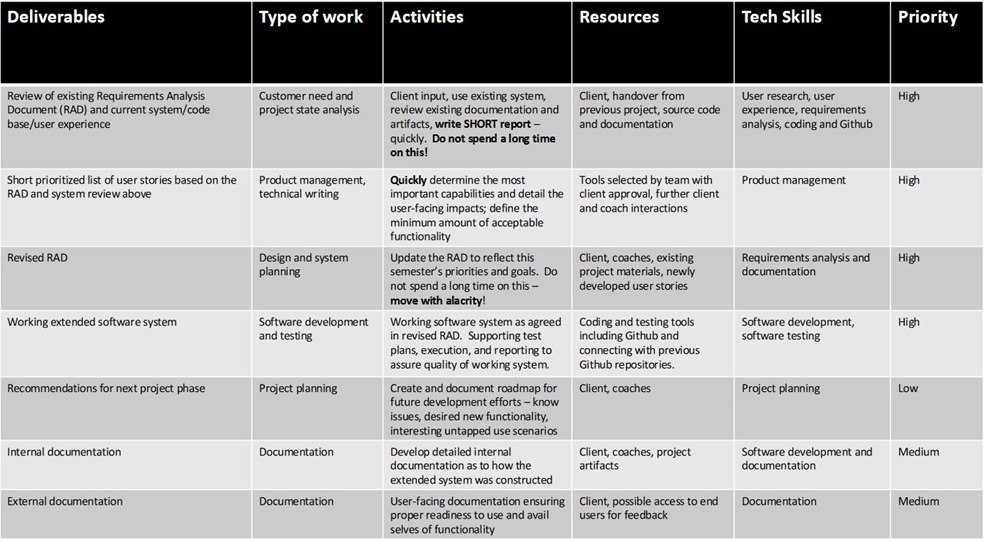 Deliverables
Type of work
Activities
Resources
Tech Skills
Priority
Review of existing Requirements Analysis
Document (RAD) and current system/code
base/user experience
Customer need and
project state analysis
Client input, use existing system,
review existing documentation and
artifacts, write SHORT report –
quickly. Do not spend a long time
on this!
Client, handover from
previous project, source code
and documentation
User research, user
experience, requirements
analysis, coding and Github
High
Short prioritized list of user stories based on the
RAD and system review above
Product management,
technical writing
Quickly determine the most
important capabilities and detail the
user-facing impacts; define the
minimum amount of acceptable
functionality
Tools selected by team with
client approval, further client
and coach interactions
Product management
High
Revised RAD
Design and system
planning
Update the RAD to reflect this
semester’s priorities and goals. Do
not spend a long time on this –
move with alacrity!
Client, coaches, existing
project materials, newly
developed user stories
Requirements analysis and
documentation
High
Working extended software system
Software development
and testing
Working software system as agreed
in revised RAD. Supporting test
plans, execution, and reporting to
assure quality of working system.
Coding and testing tools
including Github and
connecting with previous
Github repositories.
Software development,
software testing
High
Recommendations for next project phase
Project planning
Create and document roadmap for
future development efforts – know
issues, desired new functionality,
interesting untapped use scenarios
Client, coaches
Project planning
Low
Internal documentation
Documentation
Develop detailed internal
documentation as to how the
extended system was constructed
Client, coaches, project
artifacts
Software development and
documentation
Medium
External documentation
Documentation
User-facing documentation ensuring
proper readiness to use and avail
selves of functionality
Client, possible access to end
users for feedback
Documentation
Medium